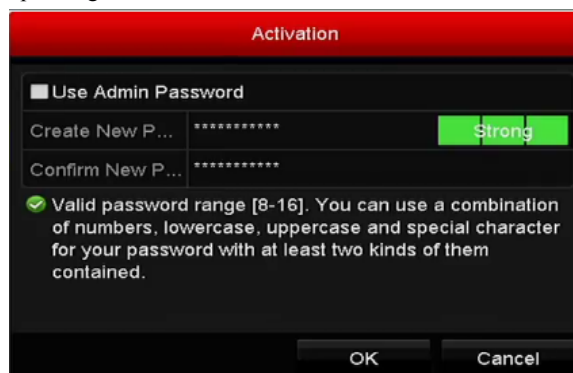 Activation
Use Admin Password
Create New P... *********** Strong
Confirm New P... ***********
Valid password range [8-16]. You can use a combination
of numbers, lowercase, uppercase and special character
for your password with at least two kinds of them
contained.
OK Cancel